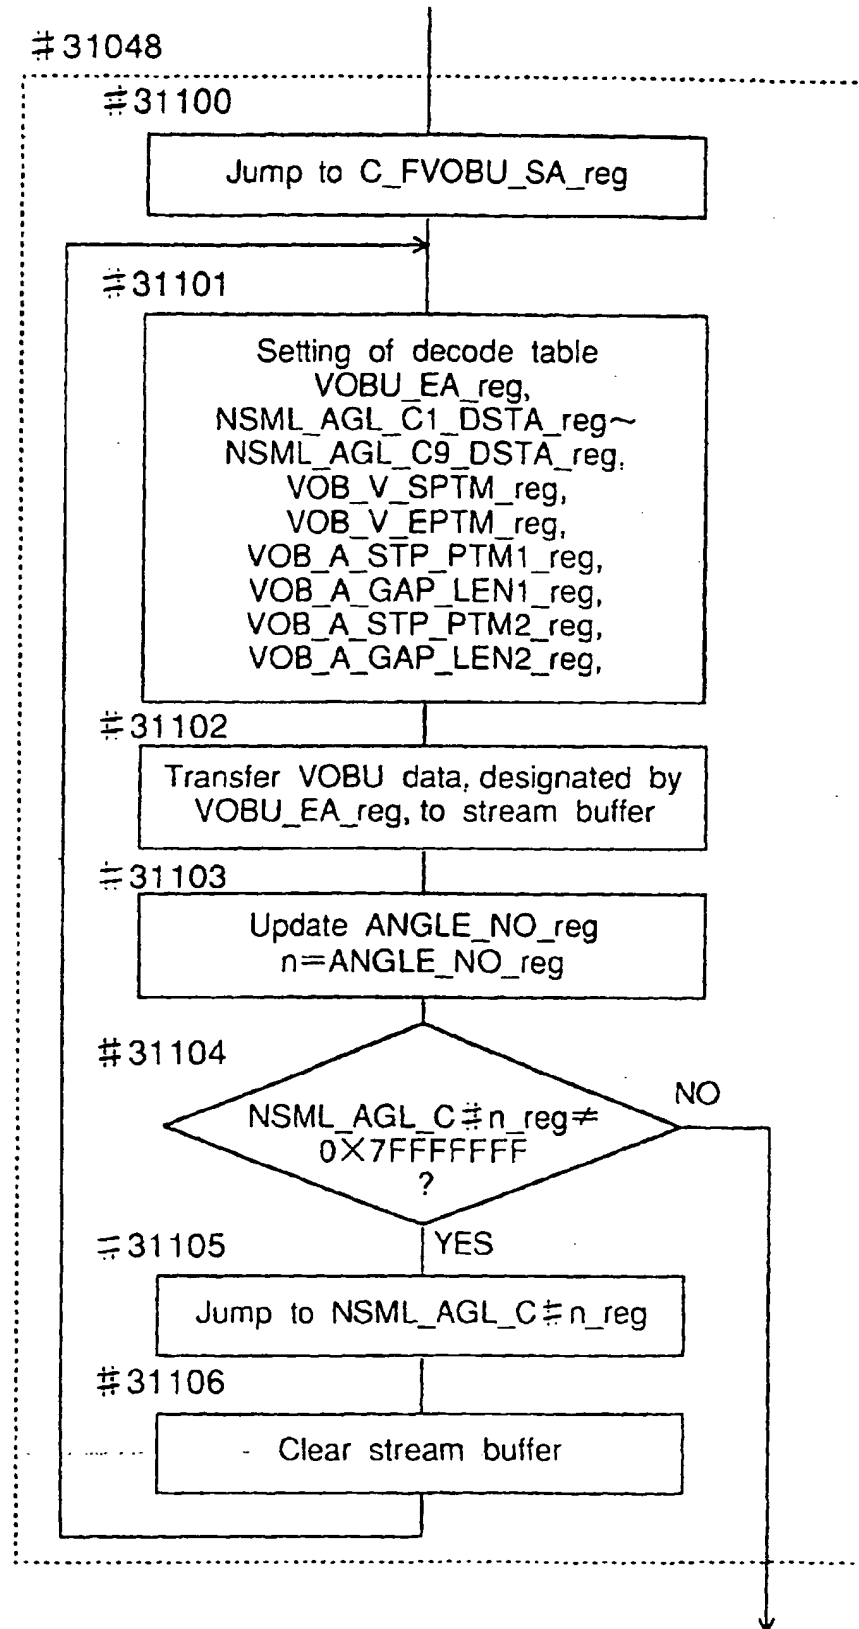 #31048
#31100
Jump to C_FVOBU_SA_reg
#31101
Setting of decode table
VOBU_EA_reg,
NSML_AGL_C1_DSTA_reg~
NSML_AGL_C9_DSTA_reg,
VOB_V_SPTM_reg,
VOB_V_EPTM_reg,
VOB_A_STP_PTM1_reg,
VOB_A_GAP_LEN1_reg,
VOB_A_STP_PTM2_reg,
VOB_A_GAP_LEN2_reg,
#31102
Transfer VOBU data, designated by
VOBU_EA_reg, to stream buffer
#31103
Update ANGLE_NO_reg
n=ANGLE_NO_reg
#31104
NSML_AGL_C#n_reg≠
0X7FFFFFFF
?
NO
YES
#31105
Jump to NSML_AGL_C#n_reg
#31106
Clear stream buffer